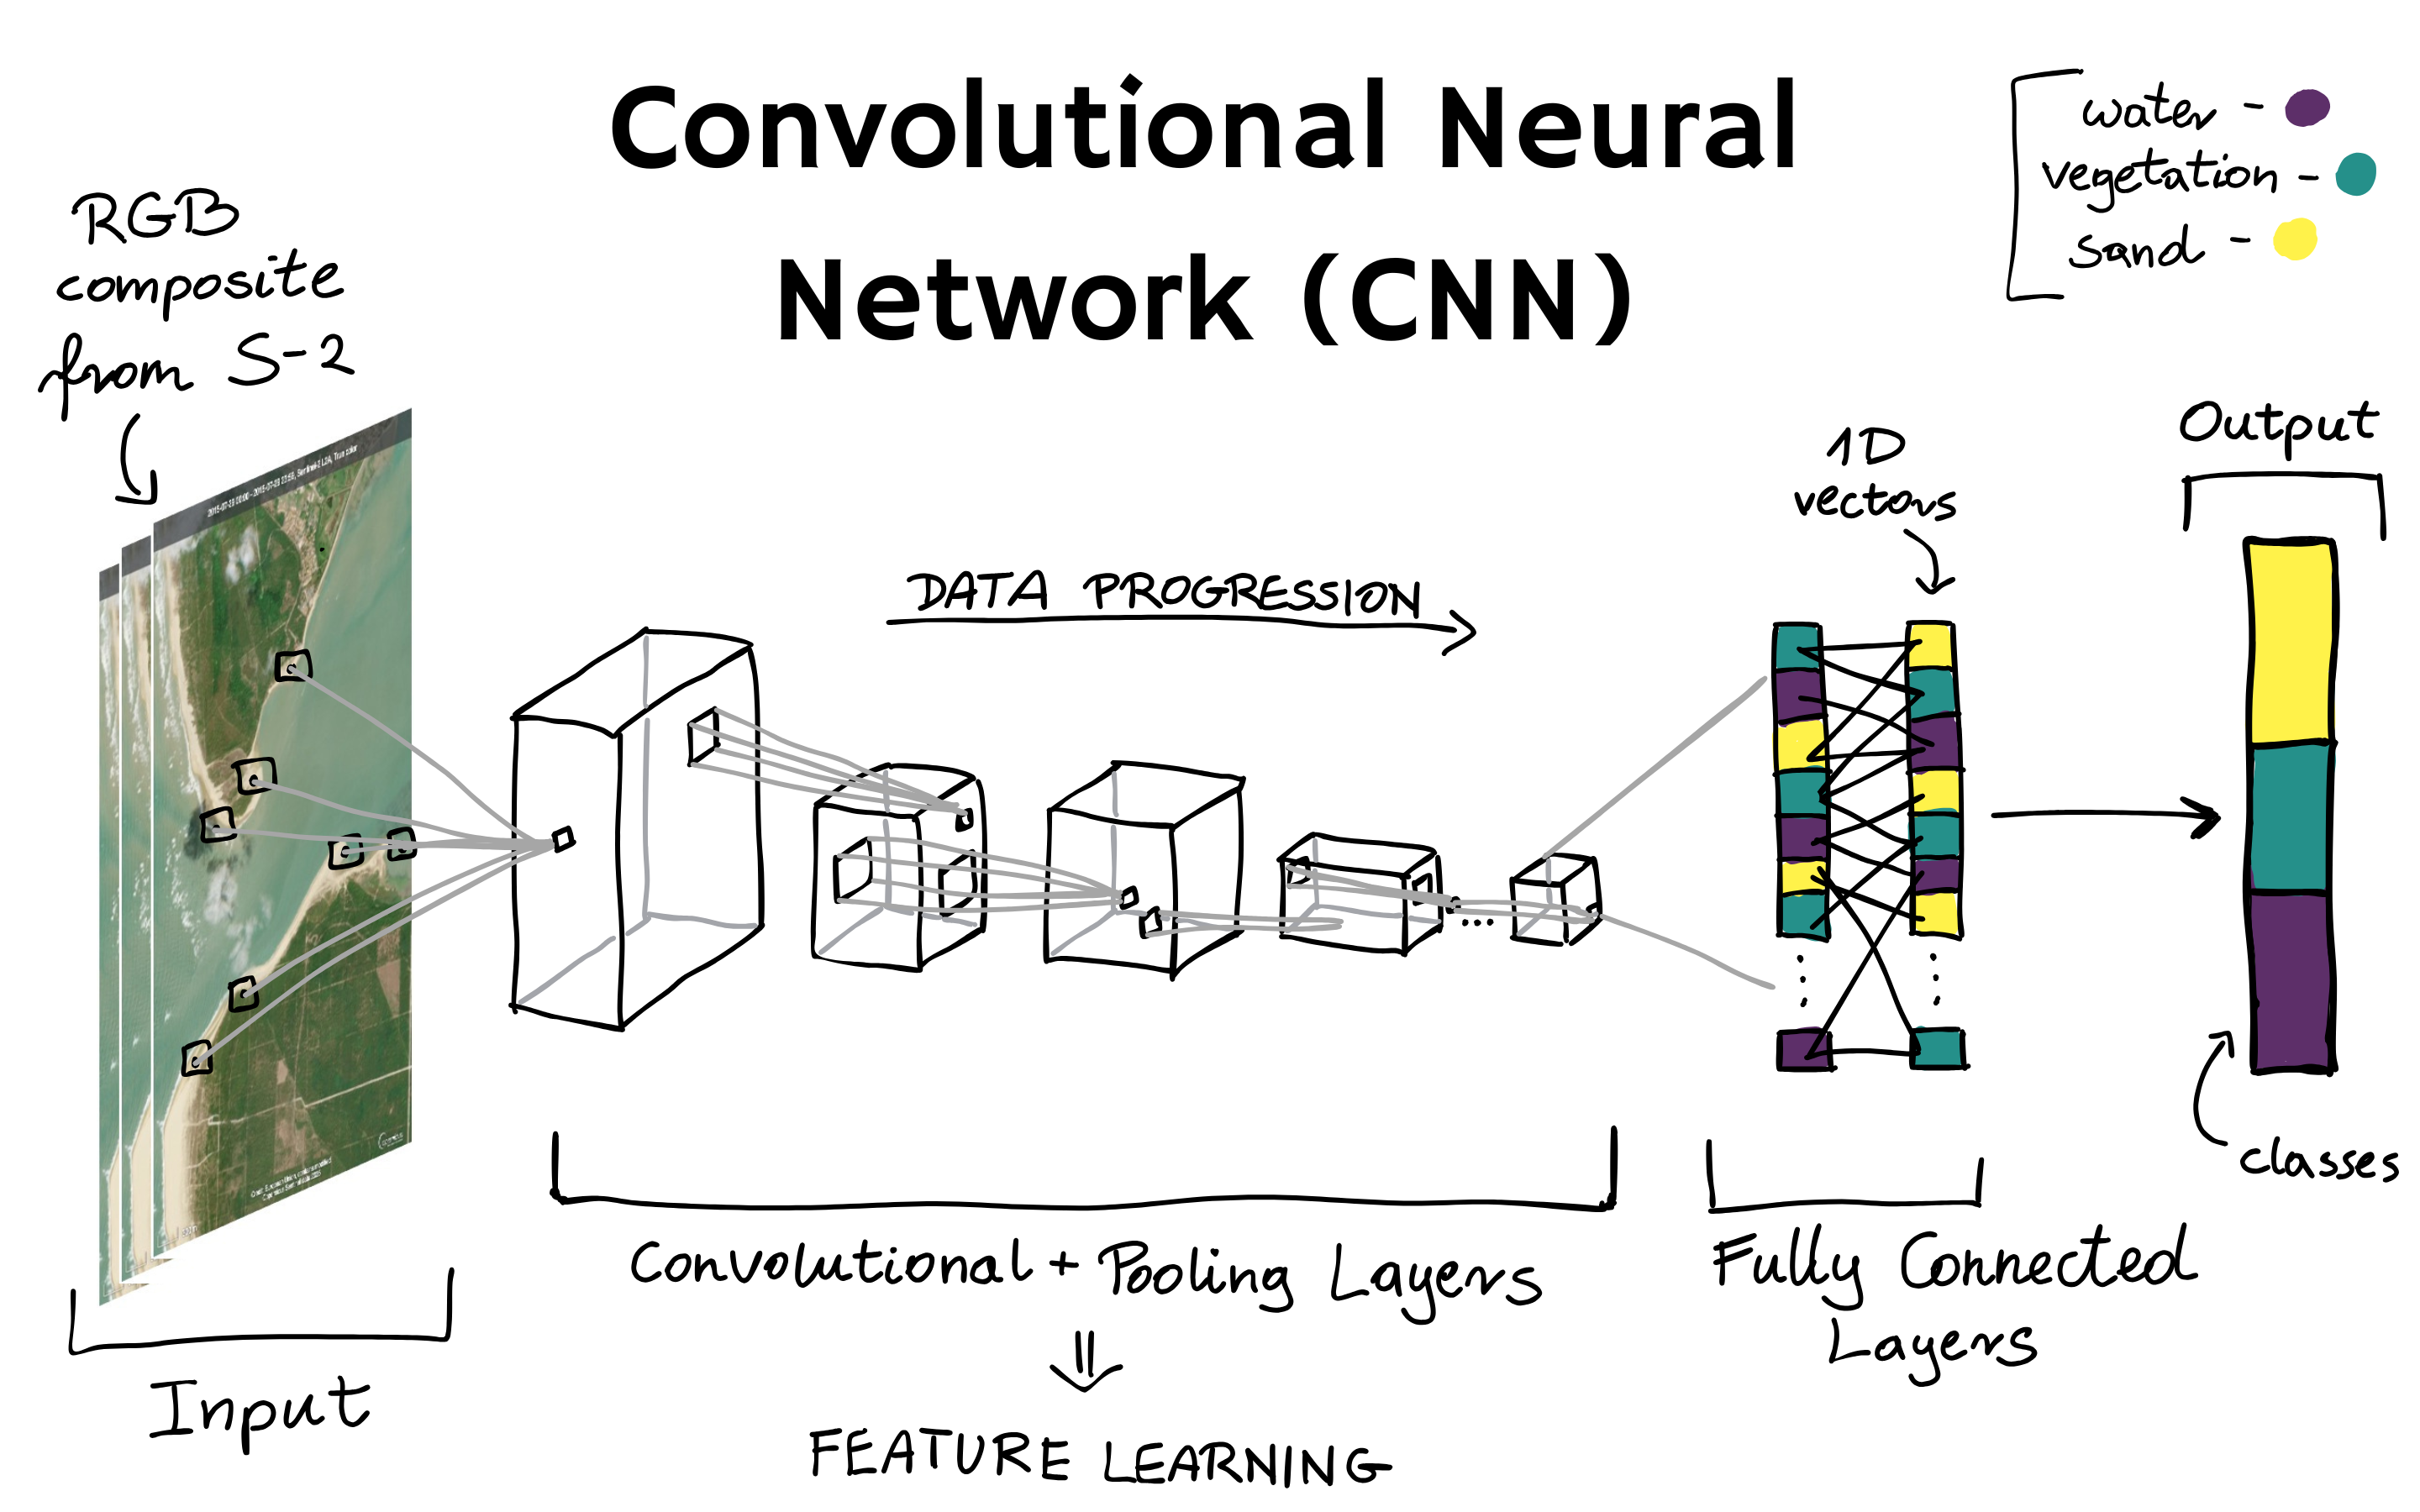 Convolutional Neural
Network (CNN)
water -
vegetation -
sand -
RGB
composite
from S-2
Output
1D
vectors
DATA PROGRESSION
classes
Convolutional + Pooling Layers
Fully Connected
Layers
Input
FEATURE LEARNING